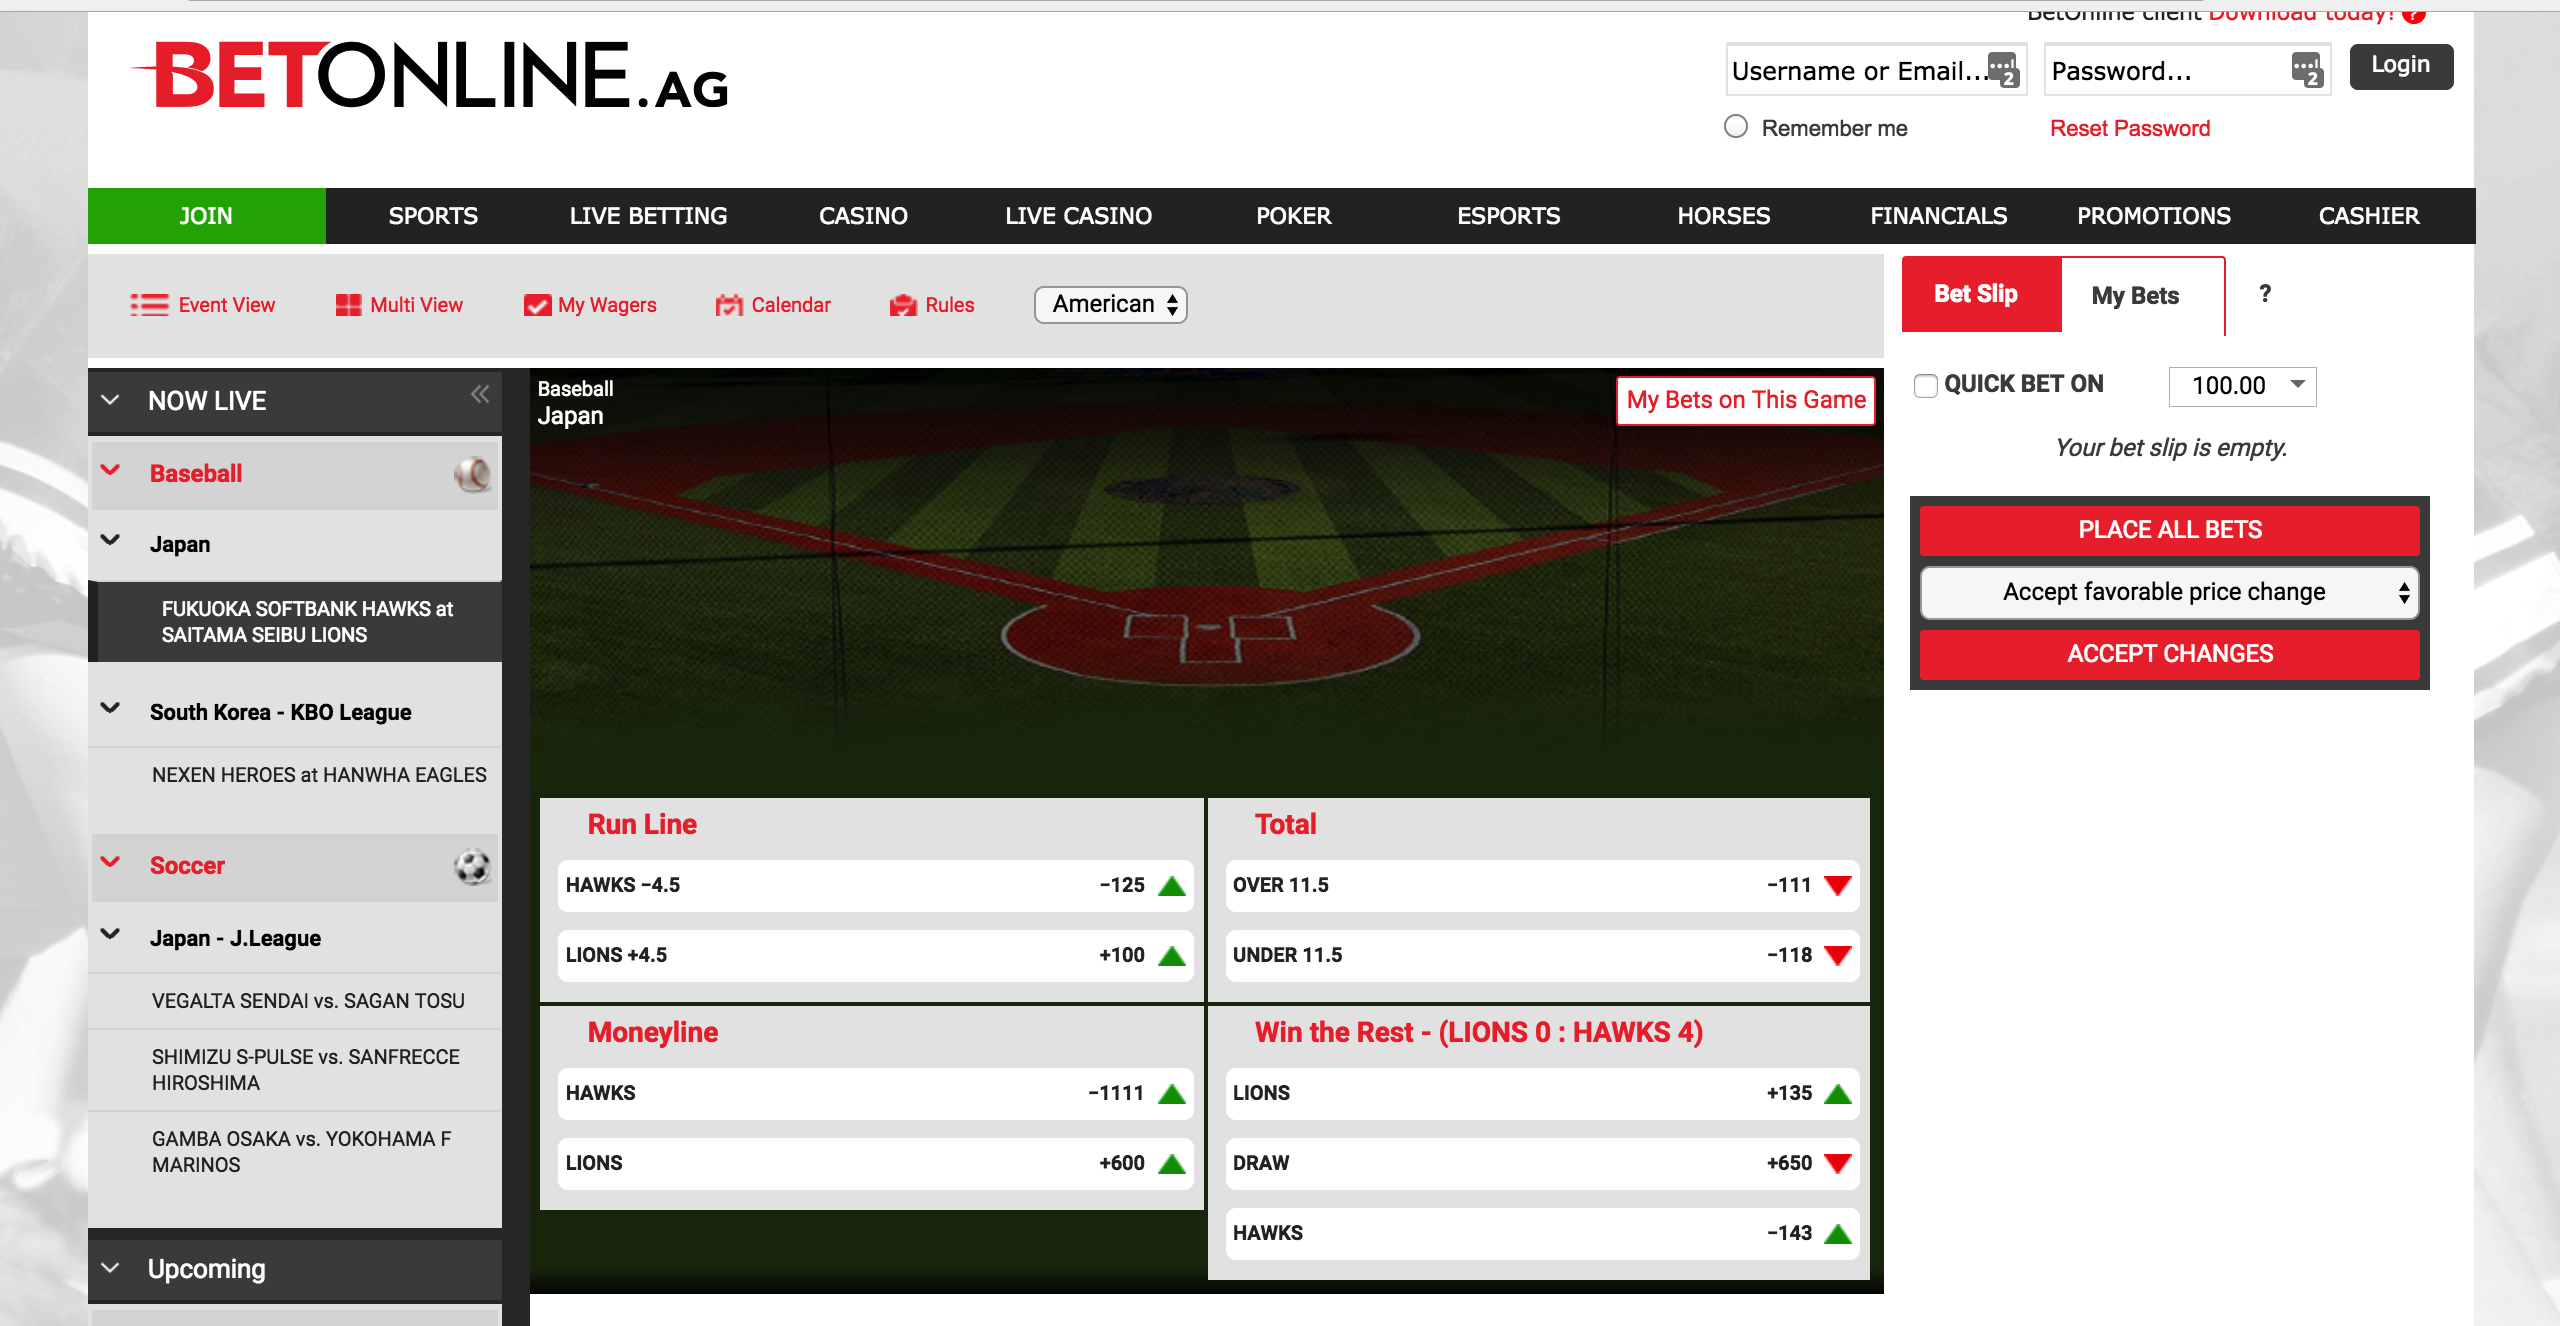 BetOnline client Download today! ?
BETONLINE.AG
Username or Email...
Password...
Login
Remember me
Reset Password
JOIN SPORTS LIVE BETTING CASINO LIVE CASINO POKER ESPORTS HORSES FINANCIALS PROMOTIONS CASHIER
Event View Multi View My Wagers Calendar Rules American
Bet Slip My Bets ?
QUICK BET ON 100.00
Your bet slip is empty.
PLACE ALL BETS
Accept favorable price change
ACCEPT CHANGES
NOW LIVE
Baseball
Japan
FUKUOKA SOFTBANK HAWKS at
SAITAMA SEIBU LIONS
South Korea - KBO League
NEXEN HEROES at HANWHA EAGLES
Soccer
Japan - J.League
VEGALTA SENDAI vs. SAGAN TOSU
SHIMIZU S-PULSE vs. SANFRECCE
HIROSHIMA
GAMBA OSAKA vs. YOKOHAMA F
MARINOS
Upcoming
Baseball
Japan
My Bets on This Game
Run Line
HAWKS -4.5 -125
LIONS +4.5 +100
Total
OVER 11.5 -111
UNDER 11.5 -118
Moneyline
HAWKS -1111
LIONS +600
Win the Rest - (LIONS 0 : HAWKS 4)
LIONS +135
DRAW +650
HAWKS -143